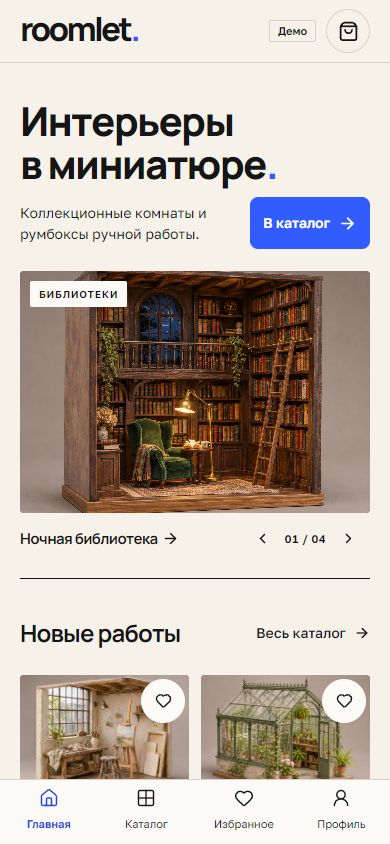 roomlet.
Демо
Интерьеры
в миниатюре.
Коллекционные комнаты и
румбоксы ручной работы.
В каталог
БИБЛИОТЕКИ
Ночная библиотека
01 / 04
Новые работы
Весь каталог
Главная
Каталог
Избранное
Профиль